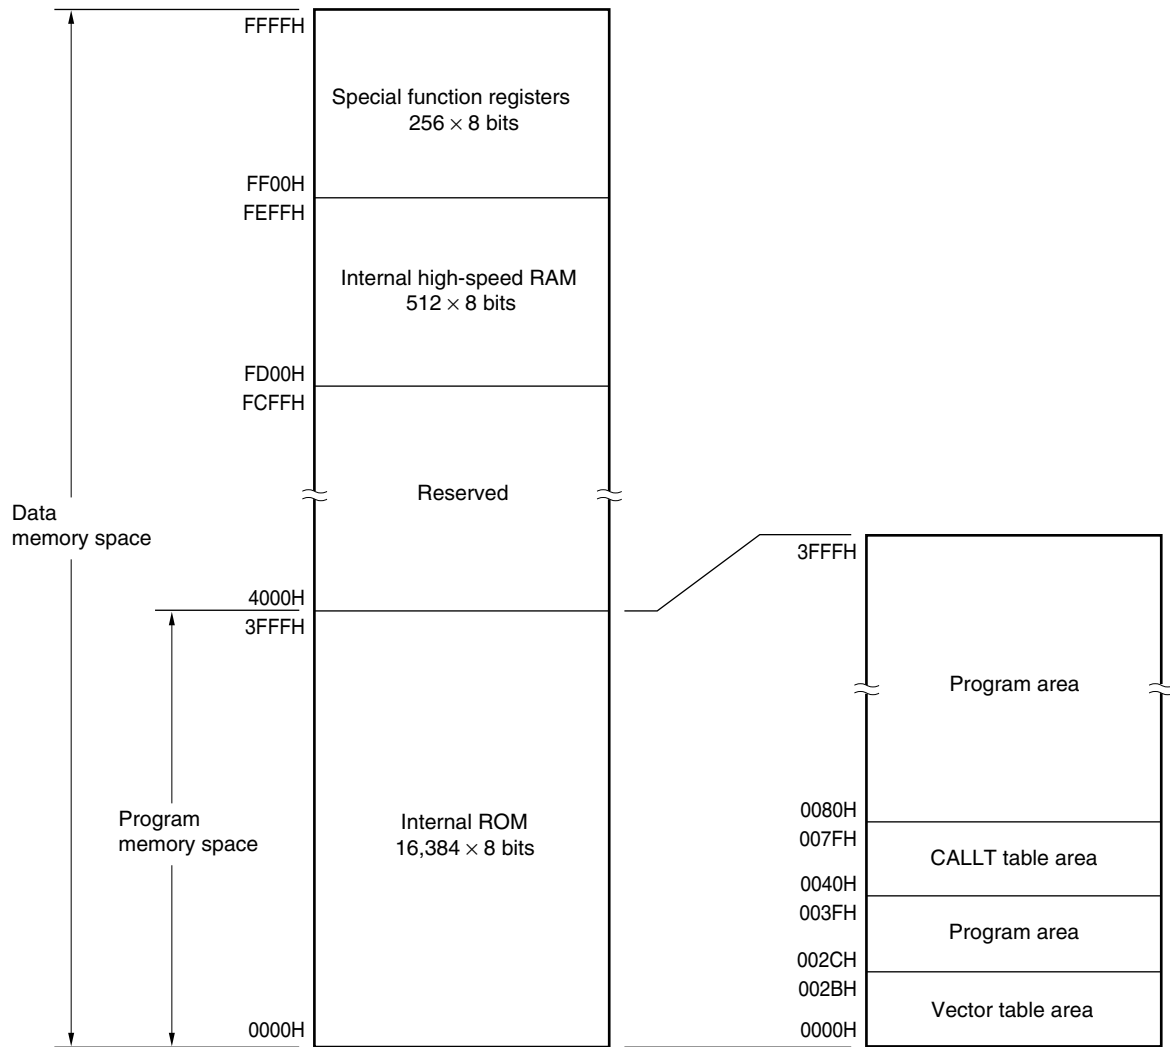 FFFFH
Special function registers
256 × 8 bits
FF00H
FEFFH
Internal high-speed RAM
512 × 8 bits
FD00H
FCFFH
Reserved
Data
memory space
4000H
3FFFH
Program
memory space
Internal ROM
16,384 × 8 bits
0000H
3FFFH
Program area
0080H
007FH
CALLT table area
0040H
003FH
Program area
002CH
002BH
Vector table area
0000H